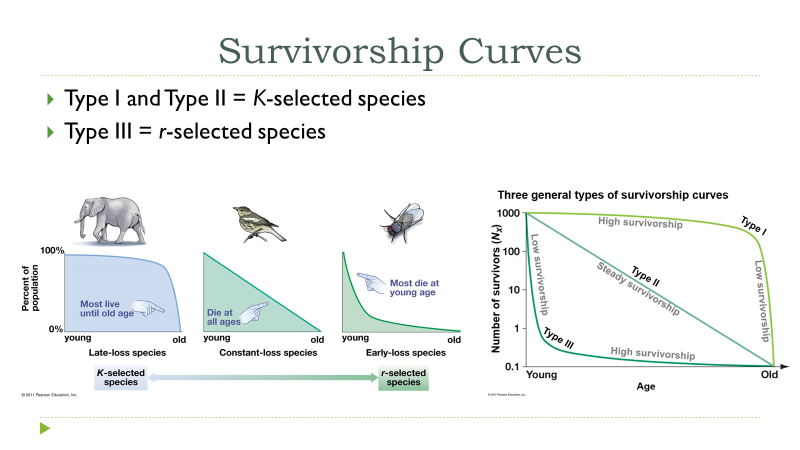 Survivorship Curves
Type I and Type II = K-selected species
Type III = r-selected species
100%
0%
Percent of
population
Most live
until old age
young
old
Late-loss species
Die at
all ages
young
old
Constant-loss species
Most die at
young age
young
old
Early-loss species
K-selected
species
r-selected
species
© 2011 Pearson Education, Inc.
Three general types of survivorship curves
Number of survivors (Nx)
1000
100
10
1
0.1
High survivorship
Type I
Low survivorship
Type II
Steady survivorship
Low survivorship
Type III
High survivorship
Young
Old
Age
© 2011 Pearson Education, Inc.